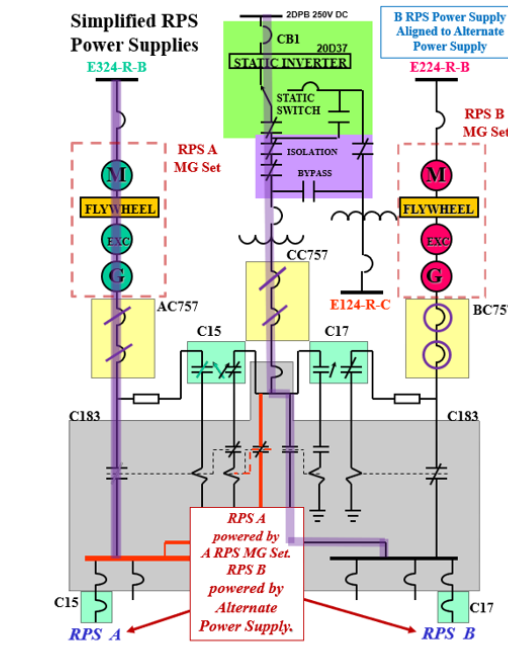 Simplified RPS
Power Supplies
2DPB 250V DC
CB1
20D37
STATIC INVERTER
B RPS Power Supply
Aligned to Alternate
Power Supply
E324-R-B
E224-R-B
STATIC
SWITCH
RPS A
MG Set
RPS B
MG Set
ISOLATION
BYPASS
M
M
FLYWHEEL
FLYWHEEL
EXC
EXC
G
G
CC757
E124-R-C
AC757
BC757
C15
C17
C183
C183
RPS A
powered by
A RPS MG Set.
RPS B
powered by
Alternate
Power Supply.
C15
C17
RPS A
RPS B